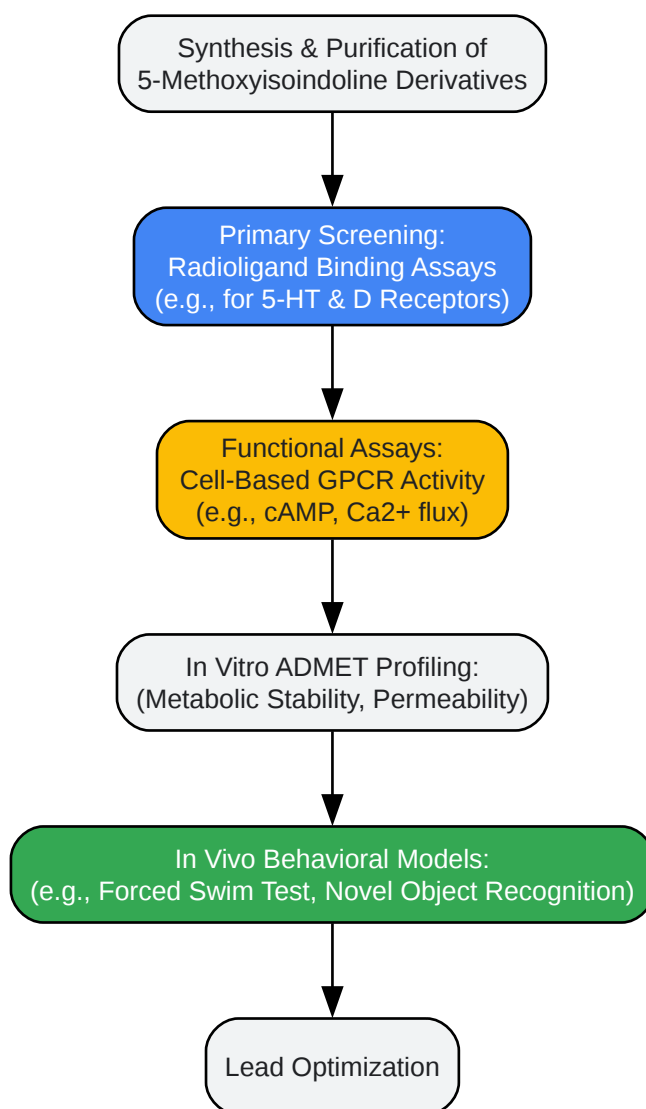 Synthesis & Purification of
5-Methoxyisoindoline Derivatives
Primary Screening:
Radioligand Binding Assays
(e.g., for 5-HT & D Receptors)
Functional Assays:
Cell-Based GPCR Activity
(e.g., cAMP, Ca2+ flux)
In Vitro ADMET Profiling:
(Metabolic Stability, Permeability)
In Vivo Behavioral Models:
(e.g., Forced Swim Test, Novel Object Recognition)
Lead Optimization